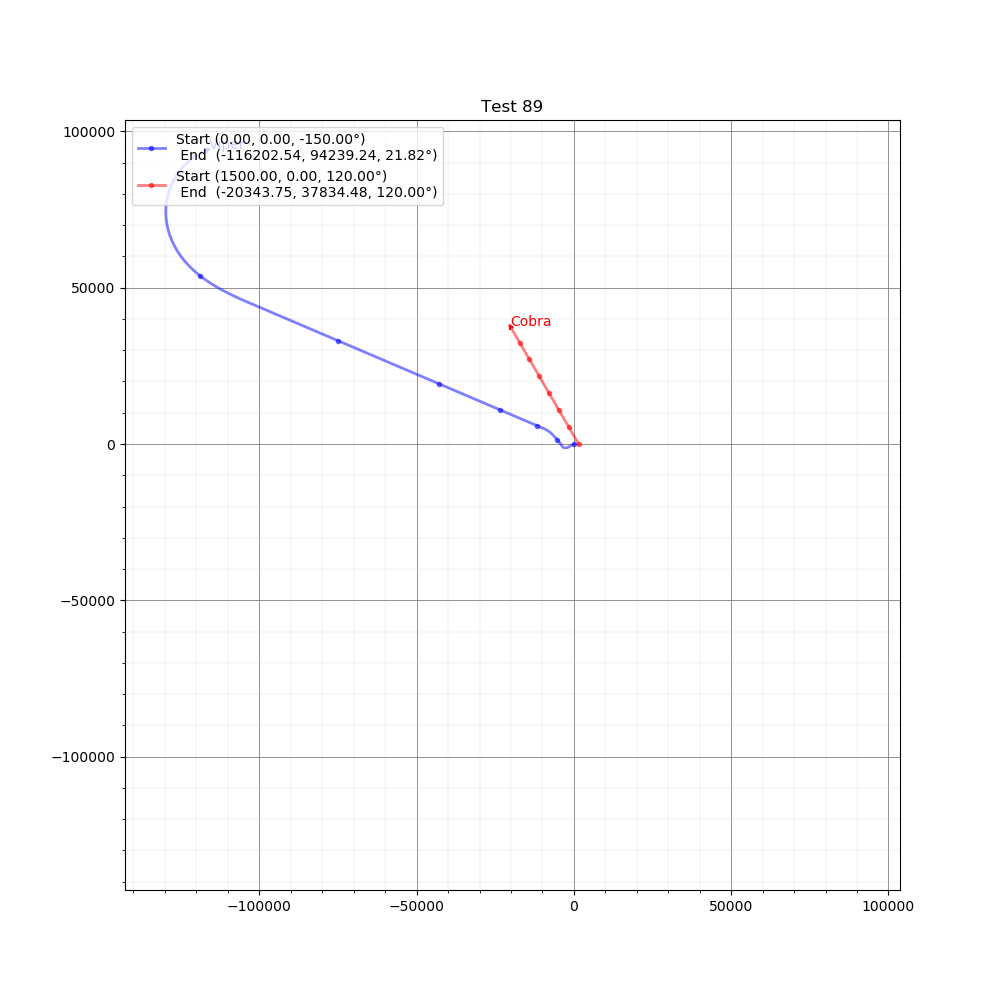 Test 89
Start (0.00, 0.00, -150.00°)
End  (-116202.54, 94239.24, 21.82°)
Start (1500.00, 0.00, 120.00°)
End  (-20343.75, 37834.48, 120.00°)
Cobra
100000
50000
0
−50000
−100000
−100000
−50000
0
50000
100000